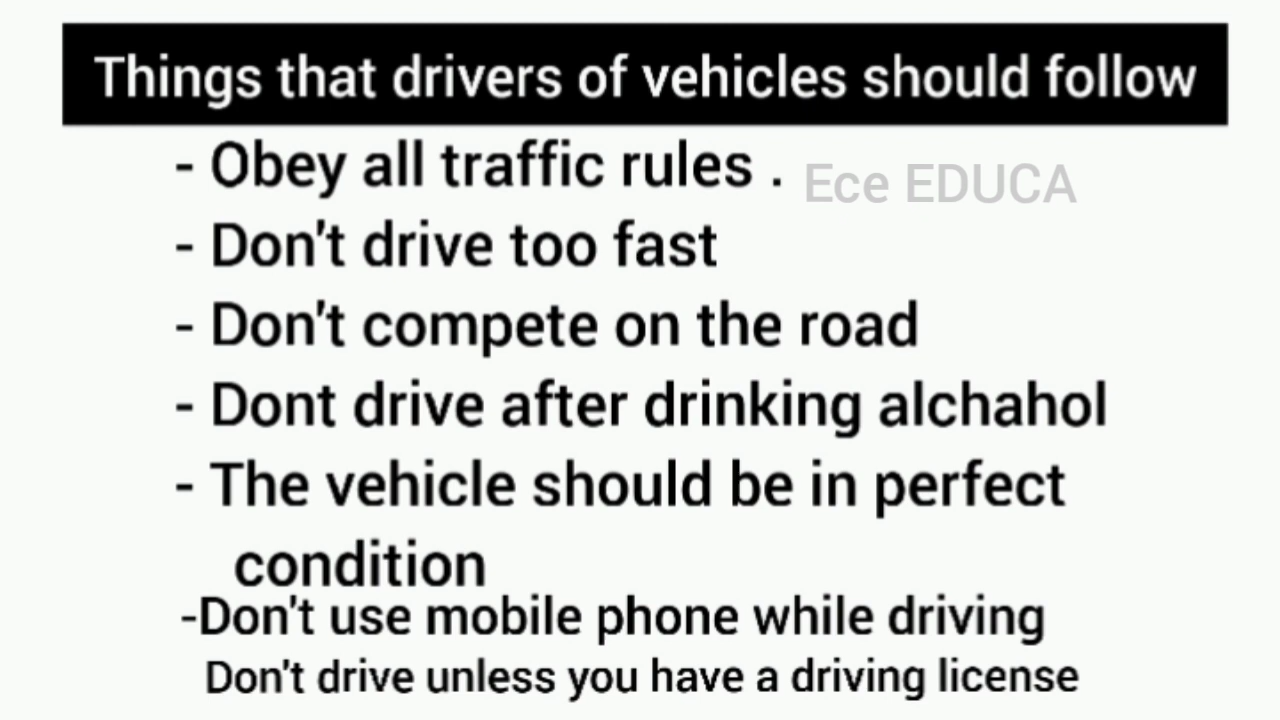 Things that drivers of vehicles should follow
- Obey all traffic rules .
Ece EDUCA
- Don't drive too fast
- Don't compete on the road
- Dont drive after drinking alchahol
- The vehicle should be in perfect
condition
-Don't use mobile phone while driving
Don't drive unless you have a driving license